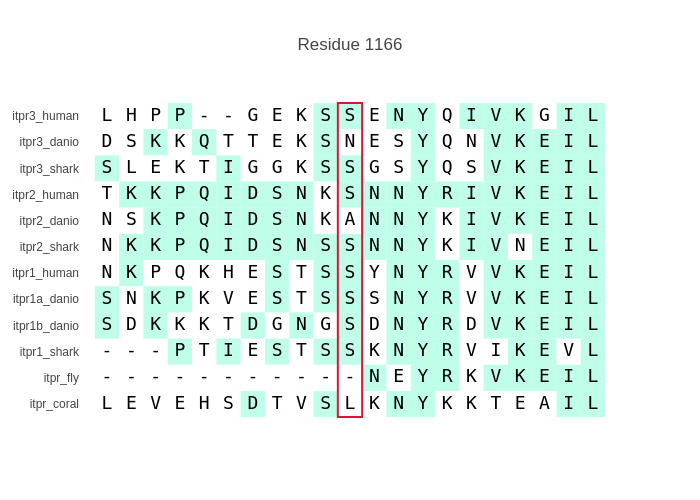 Residue 1166
itpr3_human L H P P - - G E K S S E N Y Q I V K G I L
itpr3_danio D S K K Q T T E K S N E S Y Q N V K E I L
itpr3_shark S L E K T I G G K S S G S Y Q S V K E I L
itpr2_human T K K P Q I D S N K S N N Y R I V K E I L
itpr2_danio N S K P Q I D S N K A N N Y K I V K E I L
itpr2_shark N K K P Q I D S N S S N N Y K I V N E I L
itpr1_human N K P Q K H E S T S S Y N Y R V V K E I L
itpr1a_danio S N K P K V E S T S S S N Y R V V K E I L
itpr1b_danio S D K K K T D G N G S D N Y R D V K E I L
itpr1_shark - - - P T I E S T S S K N Y R V I K E V L
itpr_fly - - - - - - - - - - - N E Y R K V K E I L
itpr_coral L E V E H S D T V S L K N Y K K T E A I L